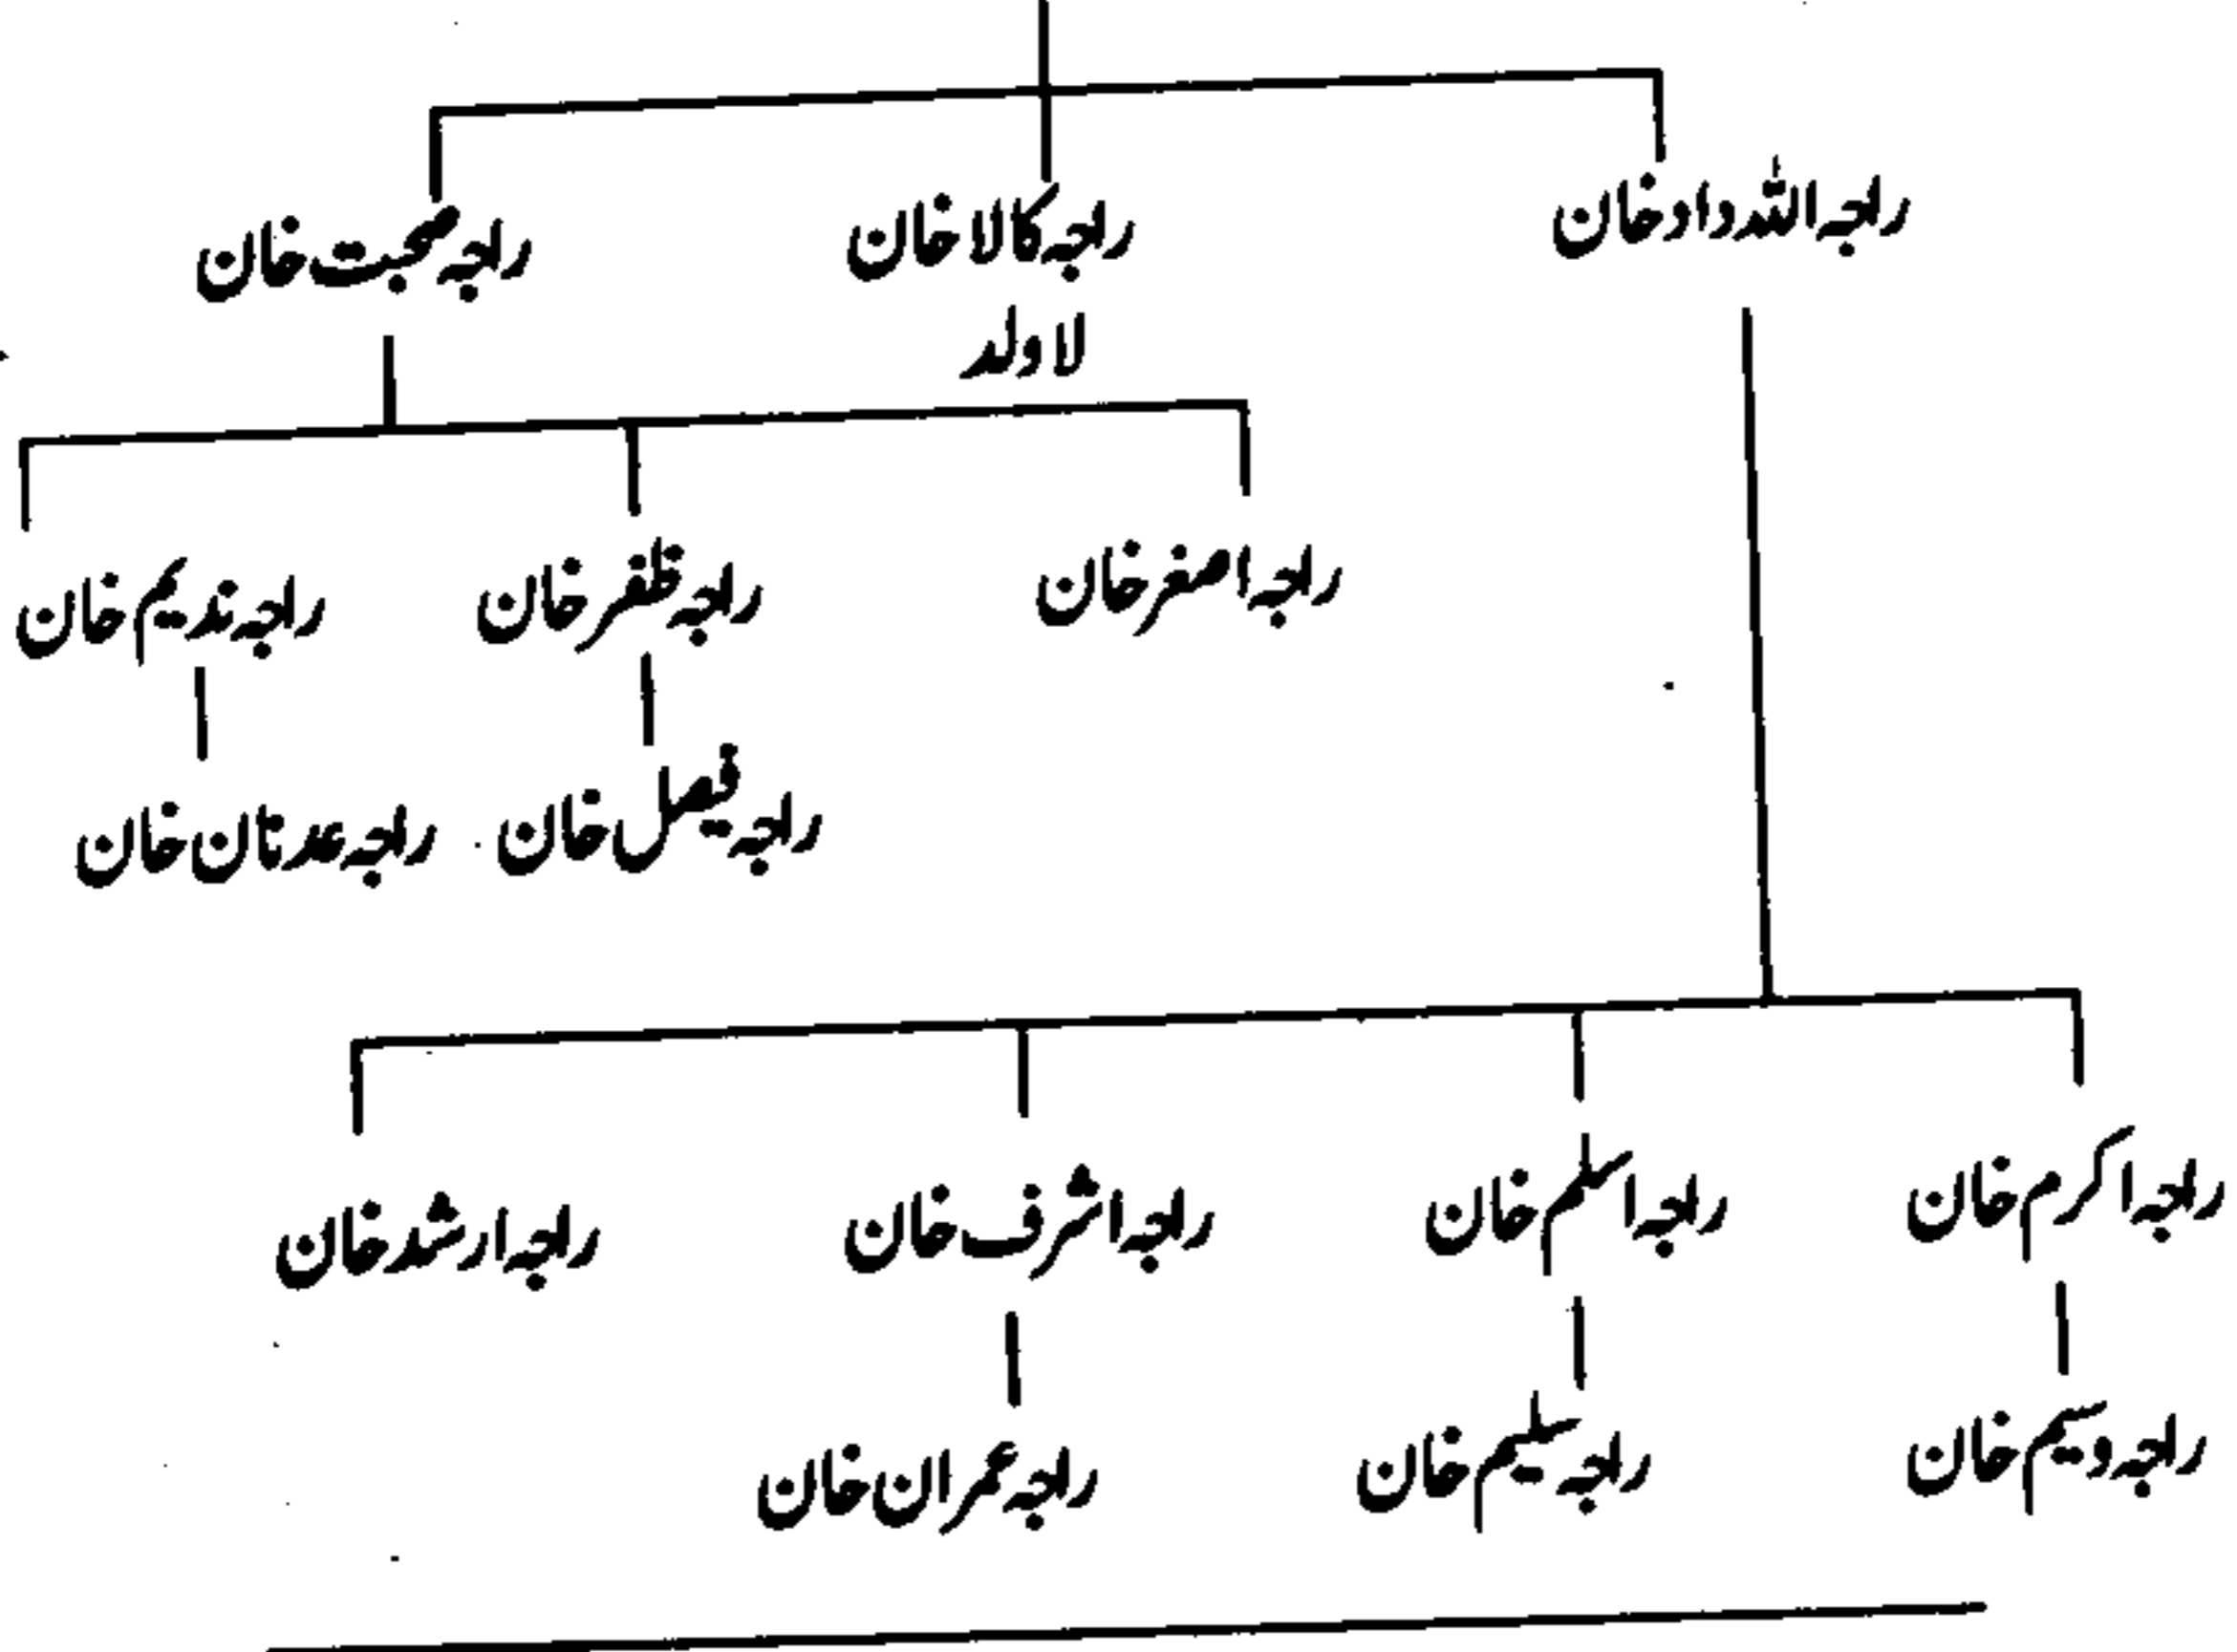 راجہ اللہ داد خان راجہ کالا خان راجہ محبت خان
لا ولد
راجہ اصغر خان راجہ ظفر خان راجہ ندیم خان
راجہ فیصل خان راجہ عدنان خان
راجہ اکرم خان راجہ اسلم خان راجہ اشرف خان راجہ ارشد خان
راجہ وسیم خان راجہ سلیم خان راجہ عمران خان